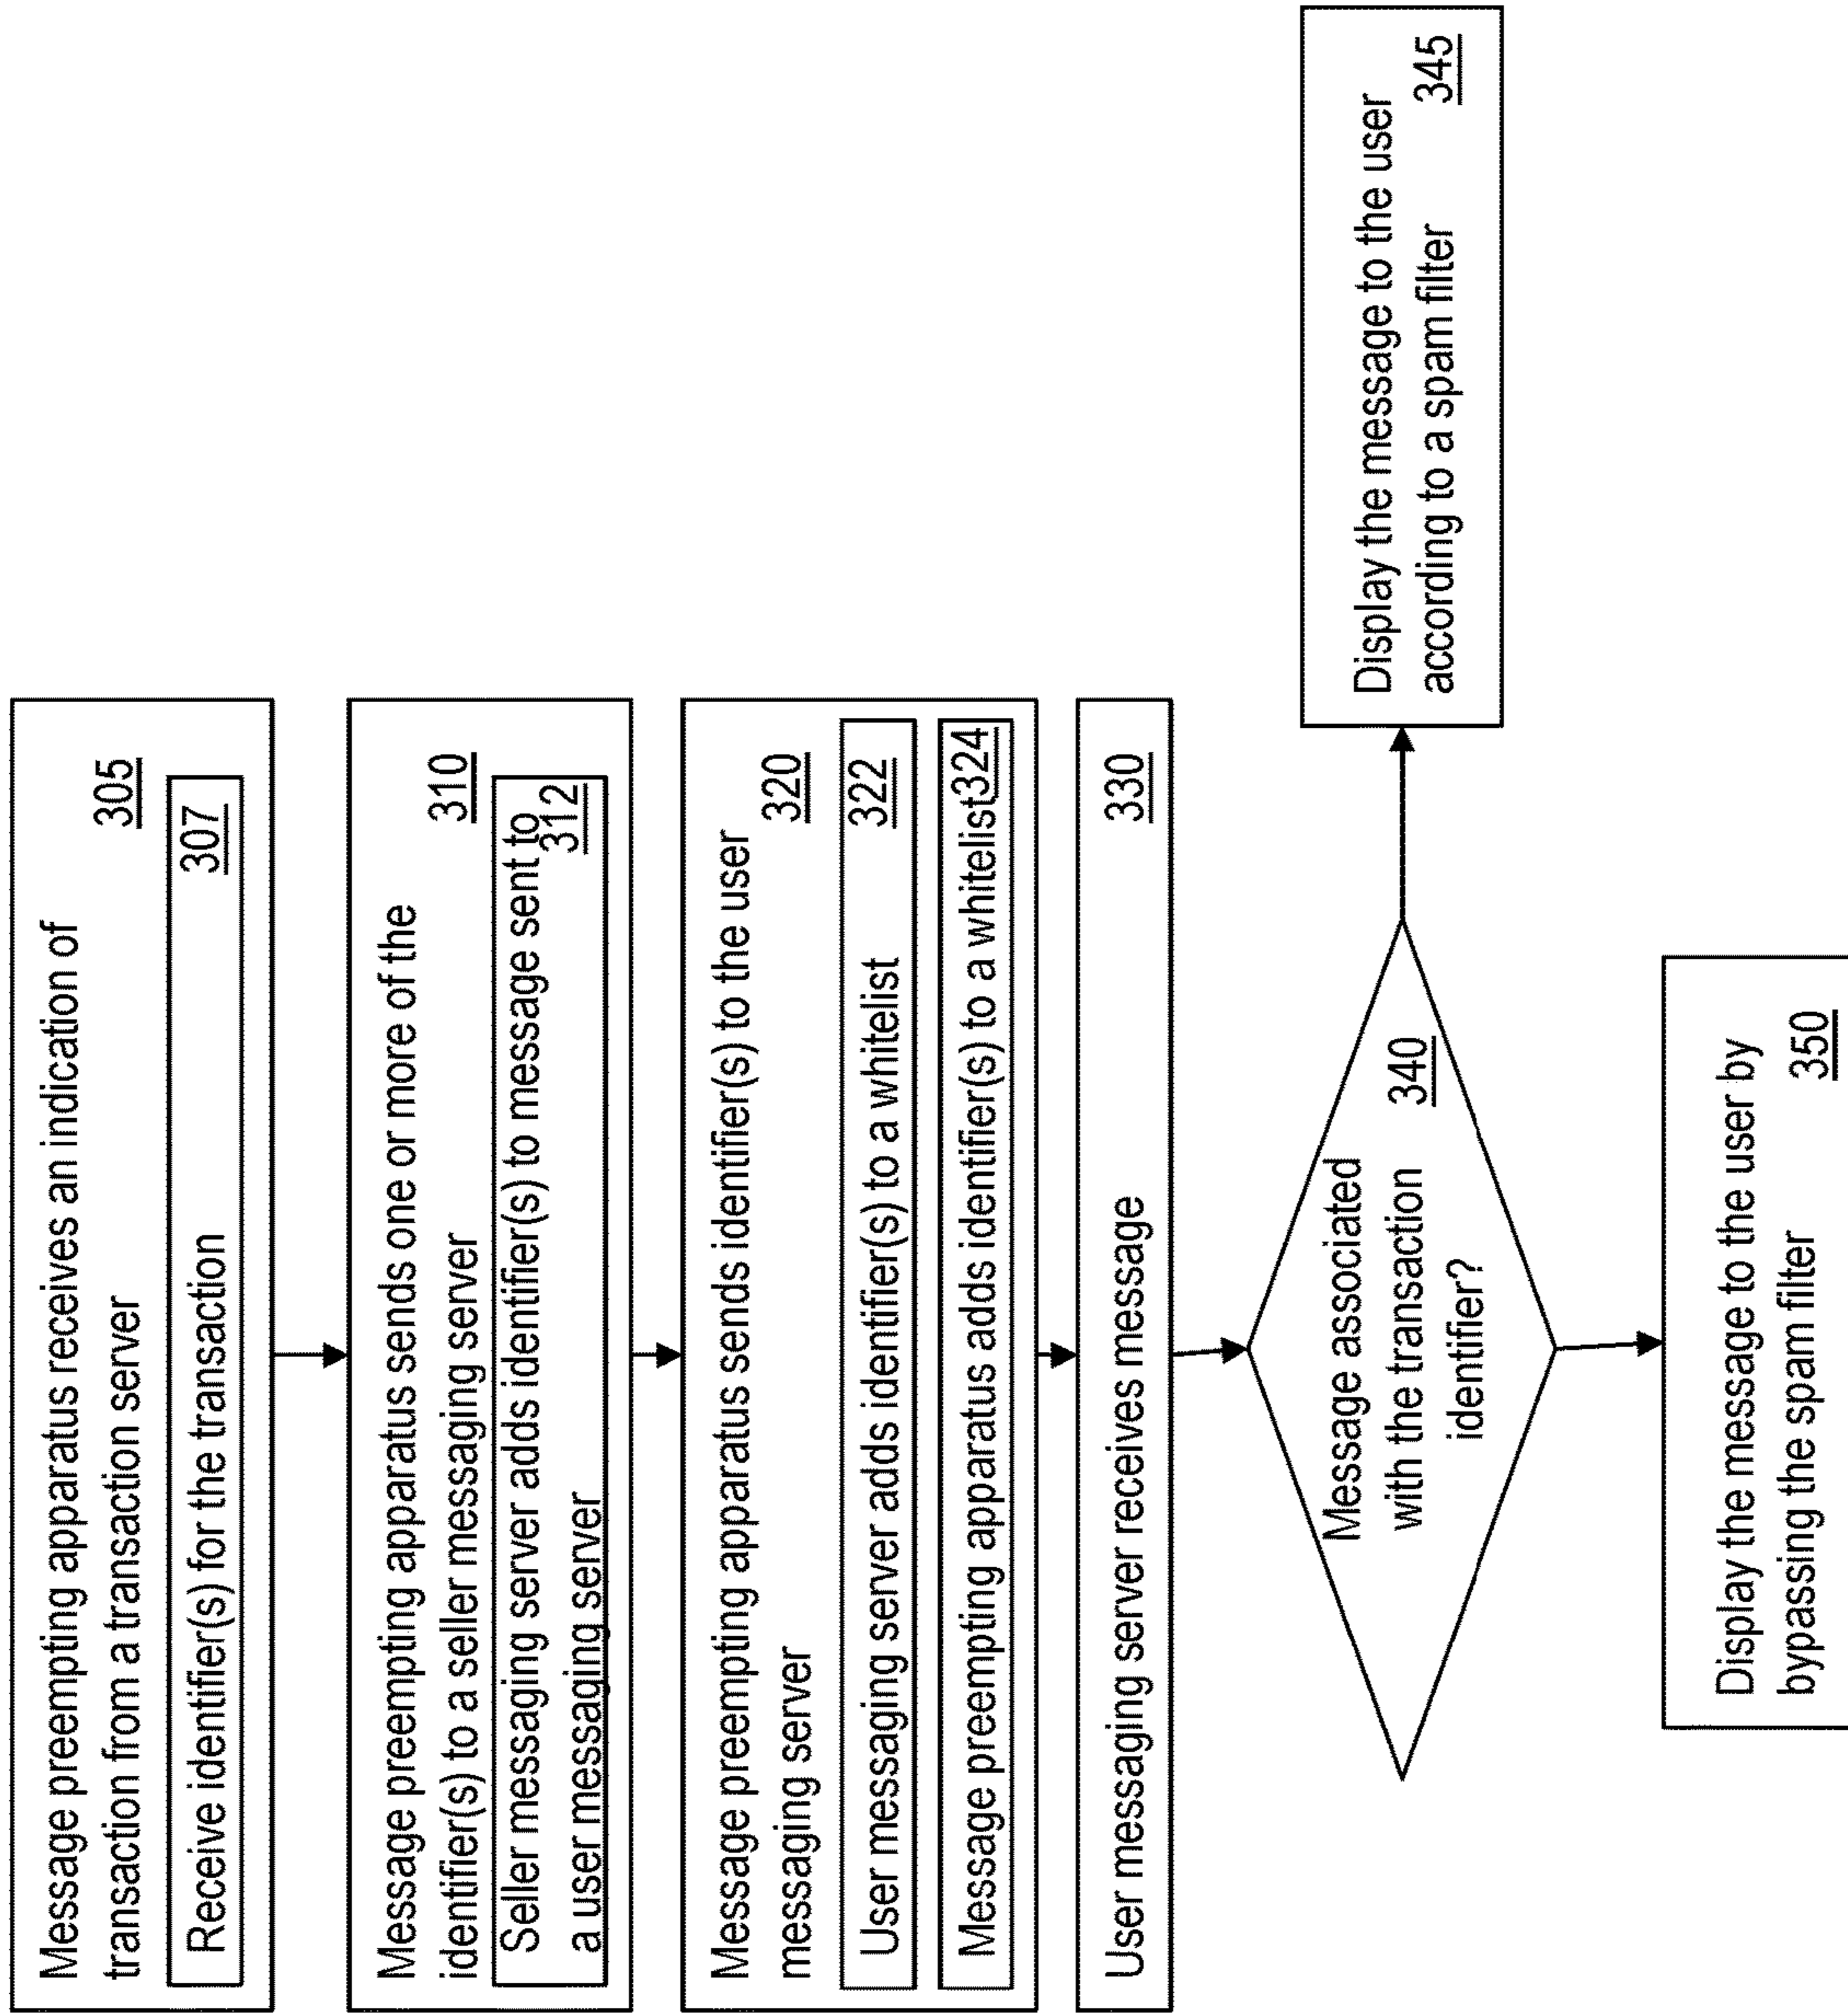 Message preempting apparatus receives an indication of
transaction from a transaction server
305
Receive identifier(s) for the transaction
307
Message preempting apparatus sends one or more of the
identifier(s) to a seller messaging server
310
Seller messaging server adds identifier(s) to message sent to
a user messaging server
312
Message preempting apparatus sends identifier(s) to the user
messaging server
320
User messaging server adds identifier(s) to a whitelist
322
Message preempting apparatus adds identifier(s) to a whitelist
324
User messaging server receives message
330
Message associated
with the transaction
identifier?
340
Display the message to the user
according to a spam filter
345
Display the message to the user by
bypassing the spam filter
350